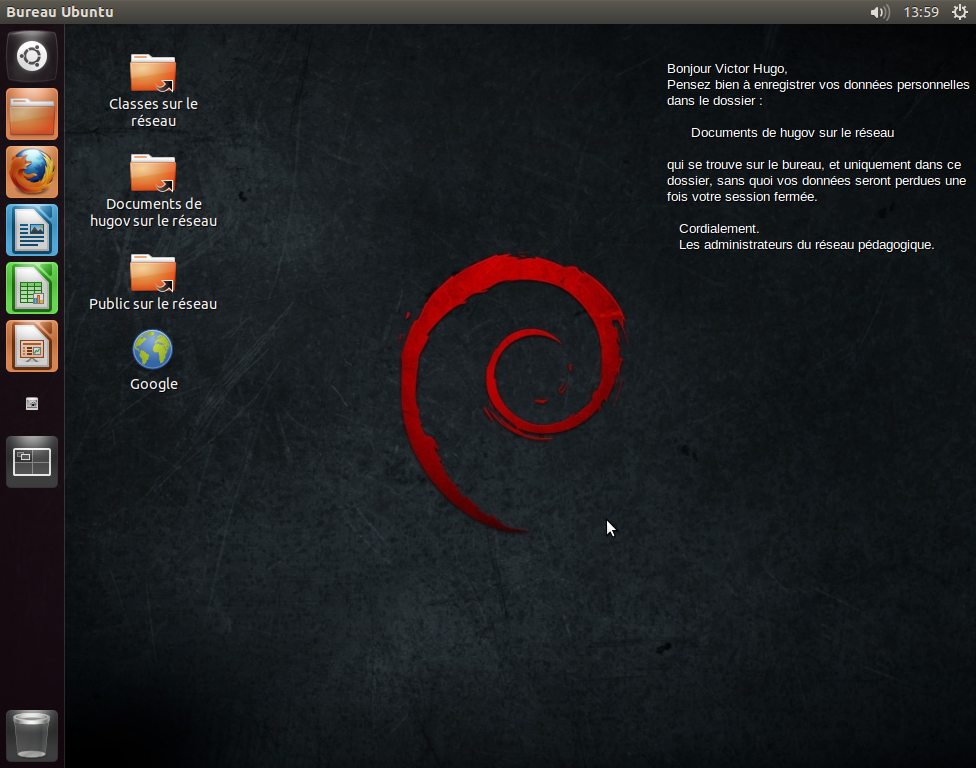 Bureau Ubuntu
13:59
Classes sur le
réseau
Documents de
hugov sur le réseau
Public sur le réseau
Google
Bonjour Victor Hugo,
Pensez bien à enregistrer vos données personnelles
dans le dossier :
Documents de hugov sur le réseau
qui se trouve sur le bureau, et uniquement dans ce
dossier, sans quoi vos données seront perdues une
fois votre session fermée.
Cordialement.
Les administrateurs du réseau pédagogique.